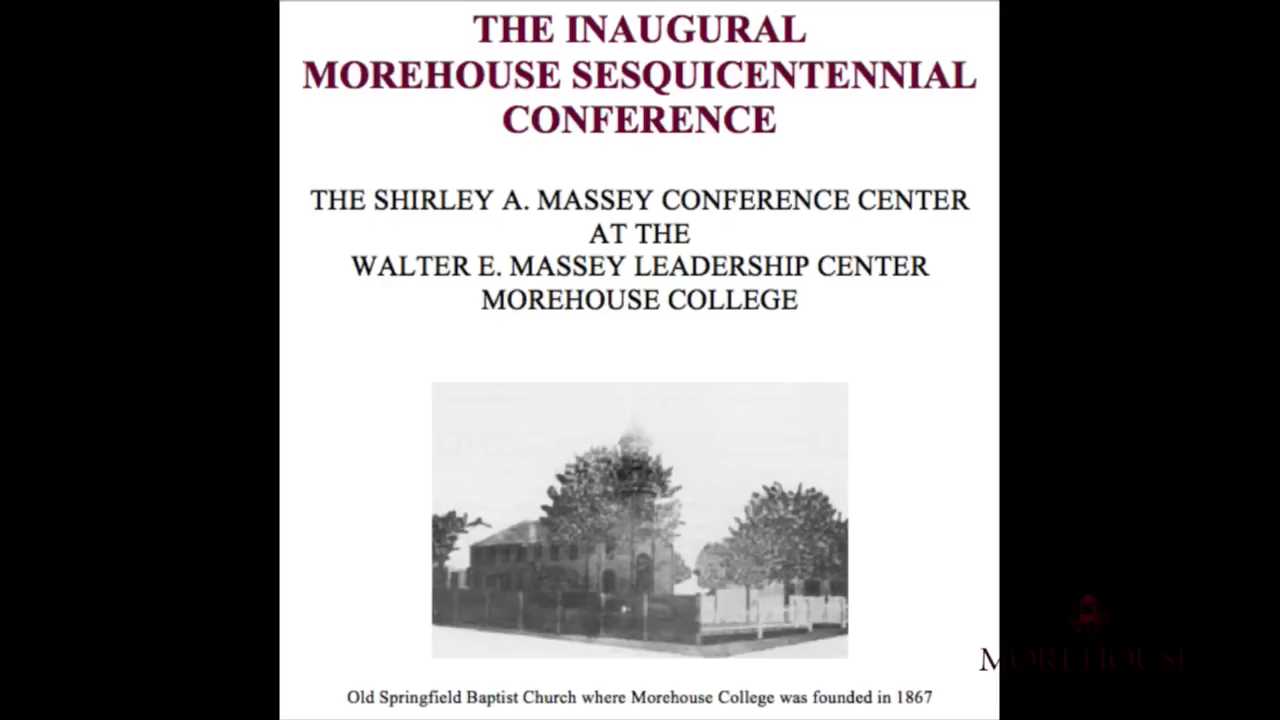 THE INAUGURAL
MOREHOUSE SESQUICENTENNIAL
CONFERENCE
THE SHIRLEY A. MASSEY CONFERENCE CENTER
AT THE
WALTER E. MASSEY LEADERSHIP CENTER
MOREHOUSE COLLEGE
Old Springfield Baptist Church where Morehouse College was founded in 1867
MOREHOUSE